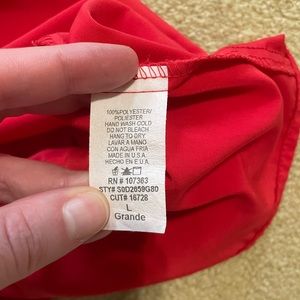 100%POLYESTER/
POLIESTER
HAND WASH COLD
DO NOT BLEACH
HANG TO DRY
LAVAR A MANO
CON AGUA FRIA
MADE IN U.S.A.
HECHO EN E.U.A.
RN # 107363
STY# S0D2659G80
CUT# 16728
L
Grande